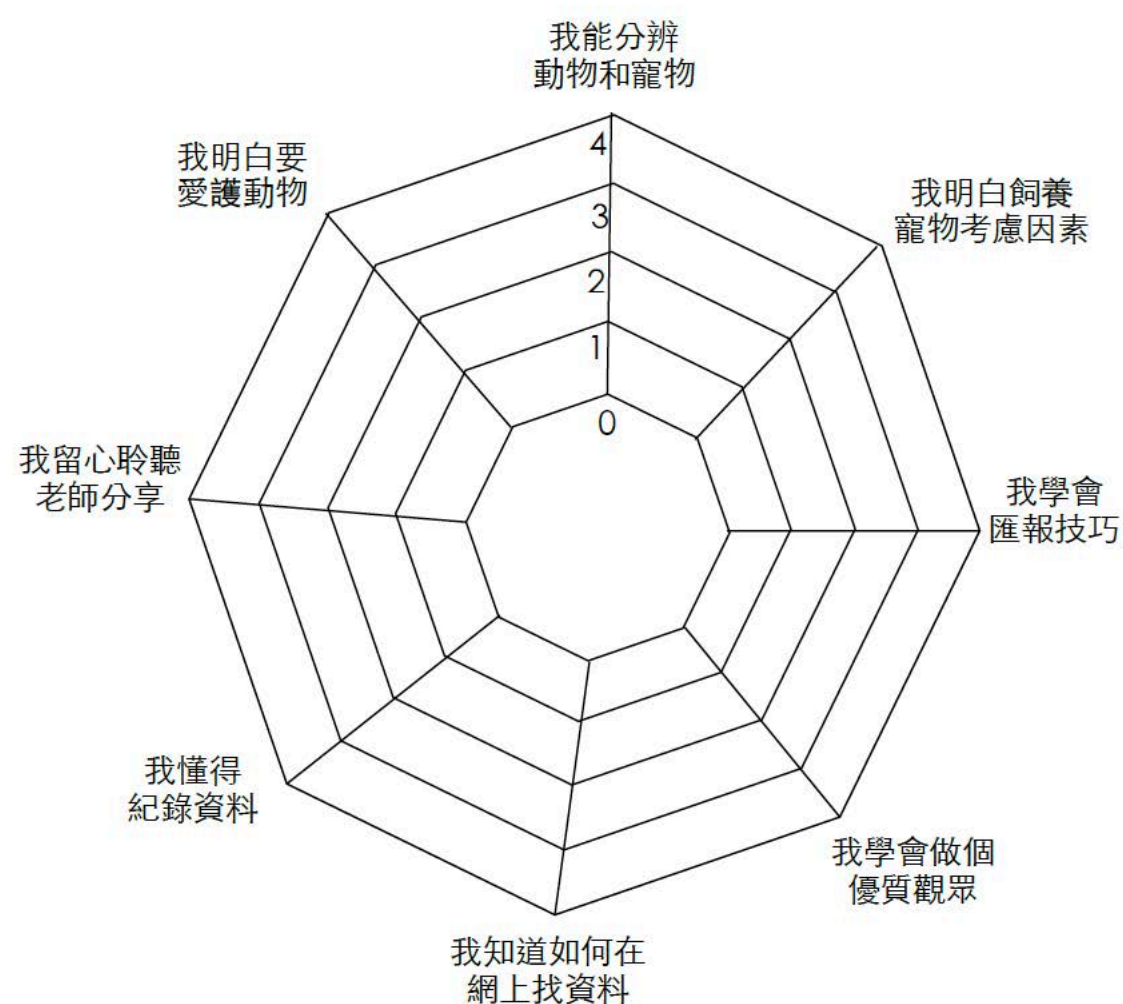 我能分辨
動物和寵物
我明白飼養
寵物考慮因素
我學會
匯報技巧
我學會做個
優質觀眾
我知道如何在
網上找資料
我懂得
紀錄資料
我留心聆聽
老師分享
我明白要
愛護動物
4
3
2
1
0